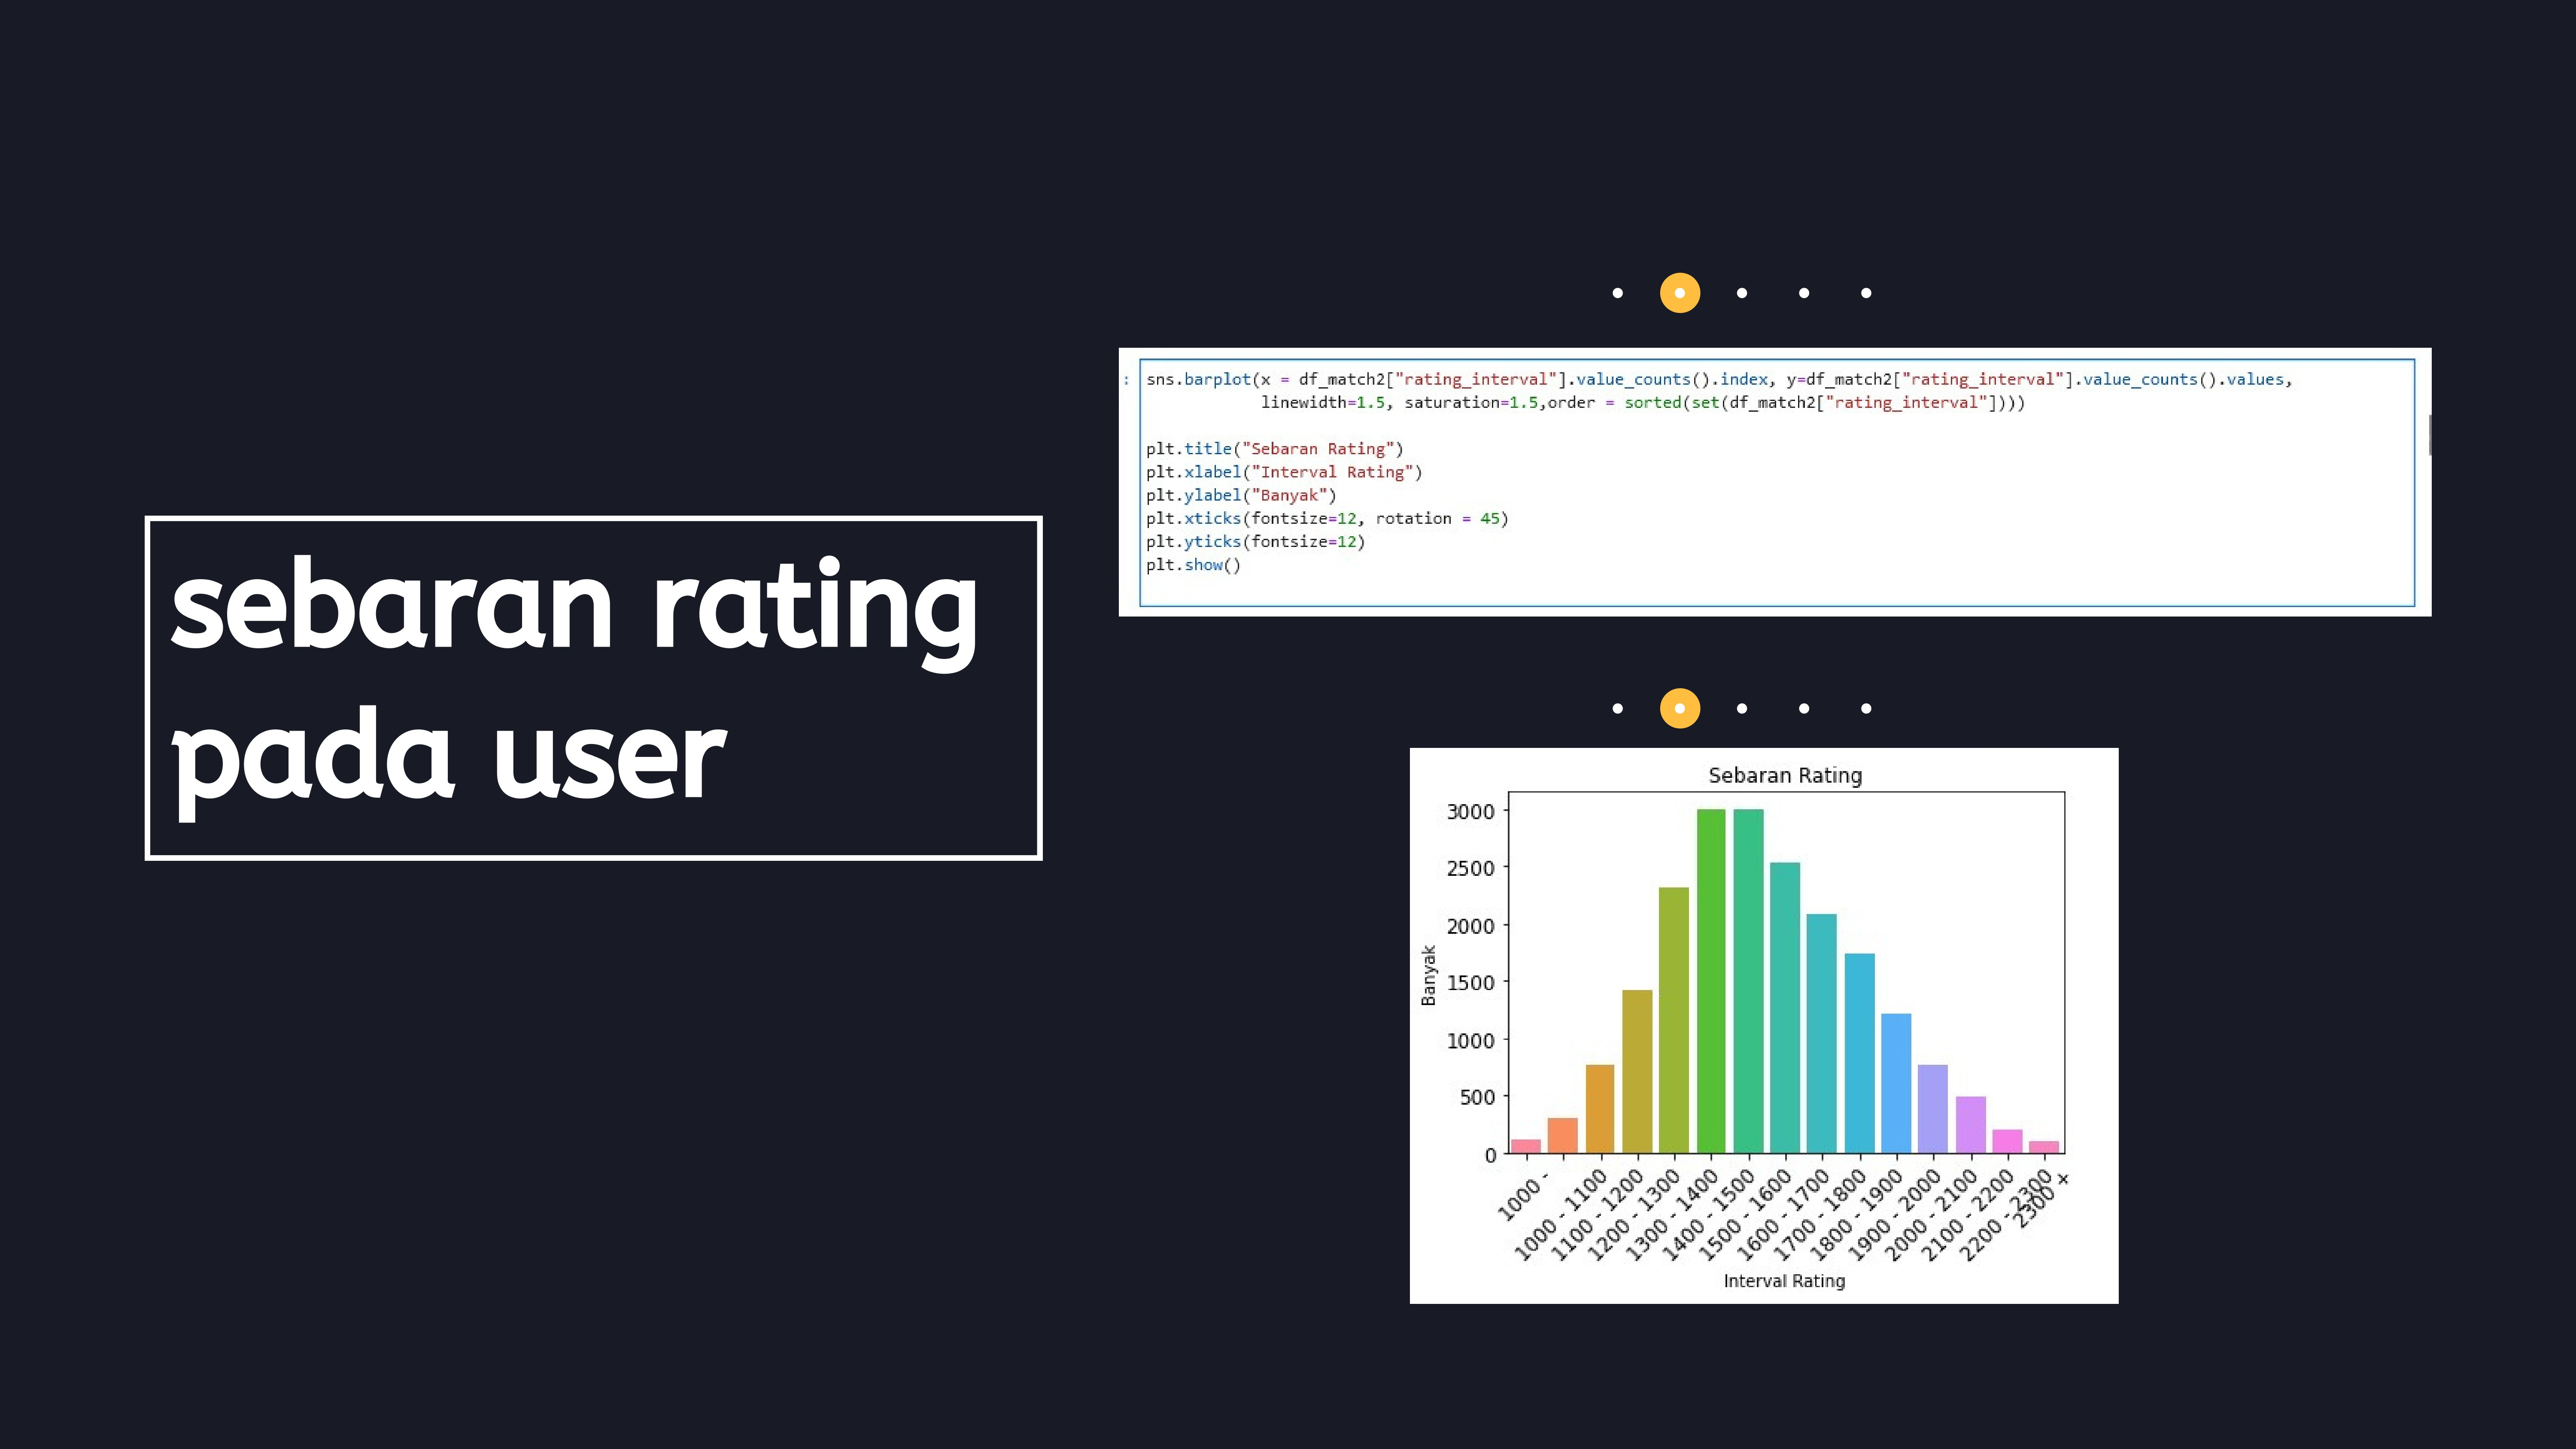 sebaran rating
pada user
: sns.barplot(x = df_match2["rating_interval"].value_counts().index, y=df_match2["rating_interval"].value_counts().values,
linewidth=1.5, saturation=1.5,order = sorted(set(df_match2["rating_interval"])))
plt.title("Sebaran Rating")
plt.xlabel("Interval Rating")
plt.ylabel("Banyak")
plt.xticks(fontsize=12, rotation = 45)
plt.yticks(fontsize=12)
plt.show()
Sebaran Rating
Banyak
3000
2500
2000
1500
1000
500
0
1000 -
1000 - 1100
1100 - 1200
1200 - 1300
1300 - 1400
1400 - 1500
1500 - 1600
1600 - 1700
1700 - 1800
1800 - 1900
1900 - 2000
2000 - 2100
2100 - 2200
2200 - 2300
2300 +
Interval Rating